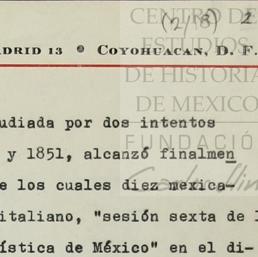 CENTRO DE
(2/3) 2
ESTUDIOS
ADRID 13 • COYOHUACAN, D. F.
DE HISTORIA
DE MEXICO
udiada por dos intentos
FUNDACIÓ
y 1851, alcanzó finalmen
e los cuales diez mexica-
italiano, "sesión sexta de l
ística de México" en el di-